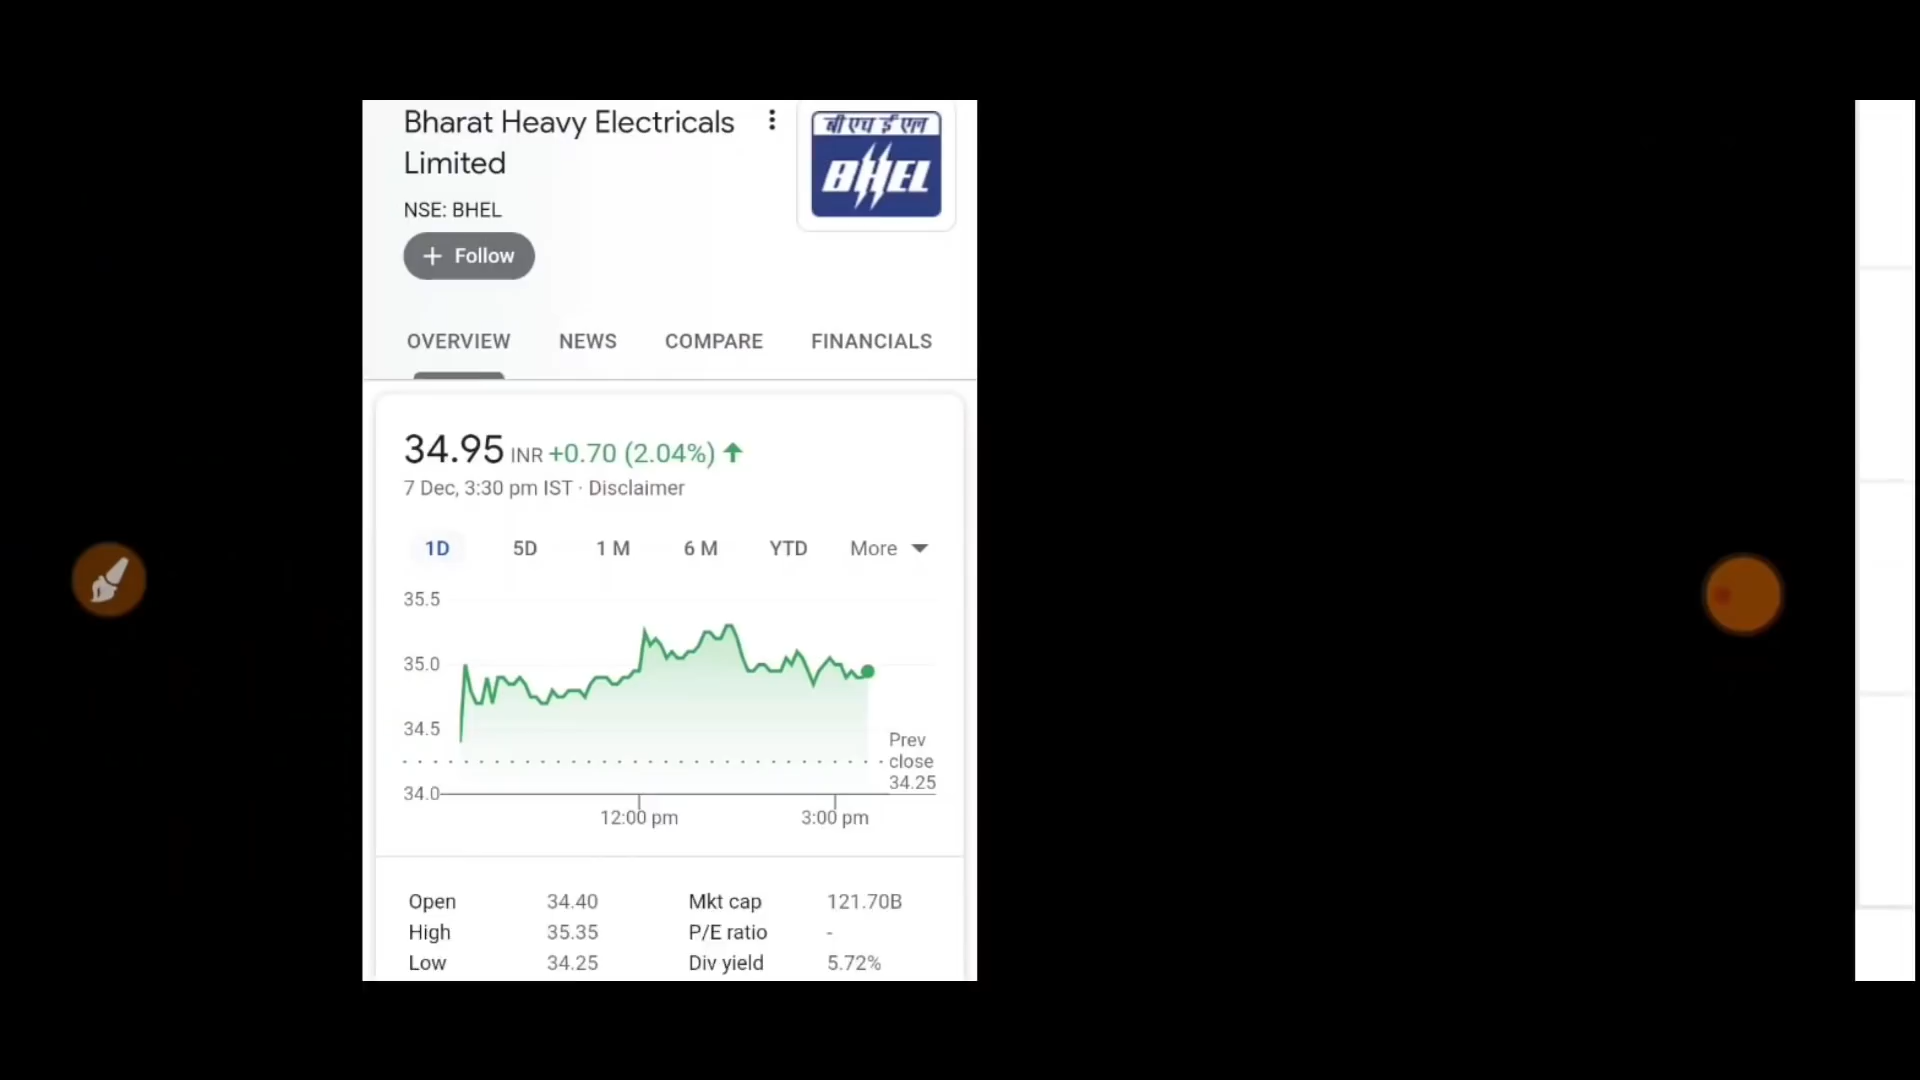 Bharat Heavy Electricals
Limited
बी एच ई एल
BHEL
NSE: BHEL
+ Follow
OVERVIEW NEWS COMPARE FINANCIALS
34.95 INR +0.70 (2.04%) ↑
7 Dec, 3:30 pm IST · Disclaimer
1D 5D 1 M 6 M YTD More
35.5
35.0
34.5
34.0
Prev
close
34.25
12:00 pm 3:00 pm
Open 34.40 Mkt cap 121.70B
High 35.35 P/E ratio -
Low 34.25 Div yield 5.72%